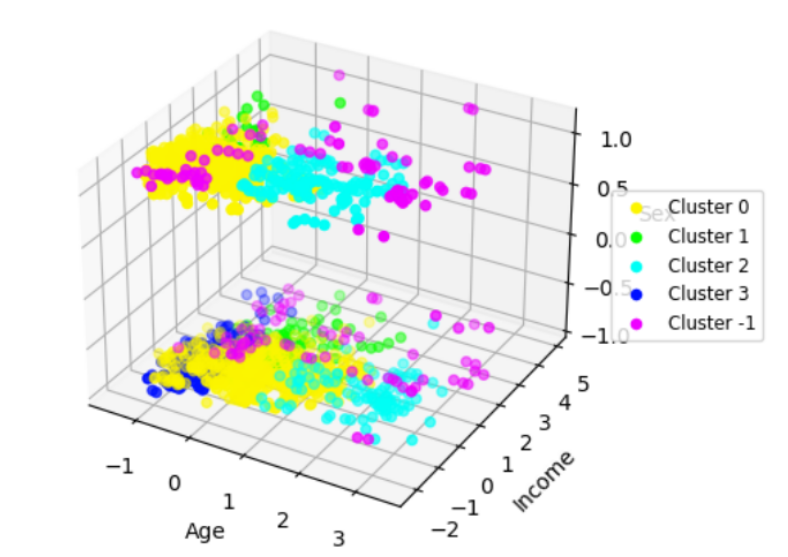 1.0
0.5
0.0
−0.5
−1.0
Sex
Cluster 0
Cluster 1
Cluster 2
Cluster 3
Cluster -1
−1
0
1
2
3
Age
−2
−1
0
1
2
3
4
5
Income